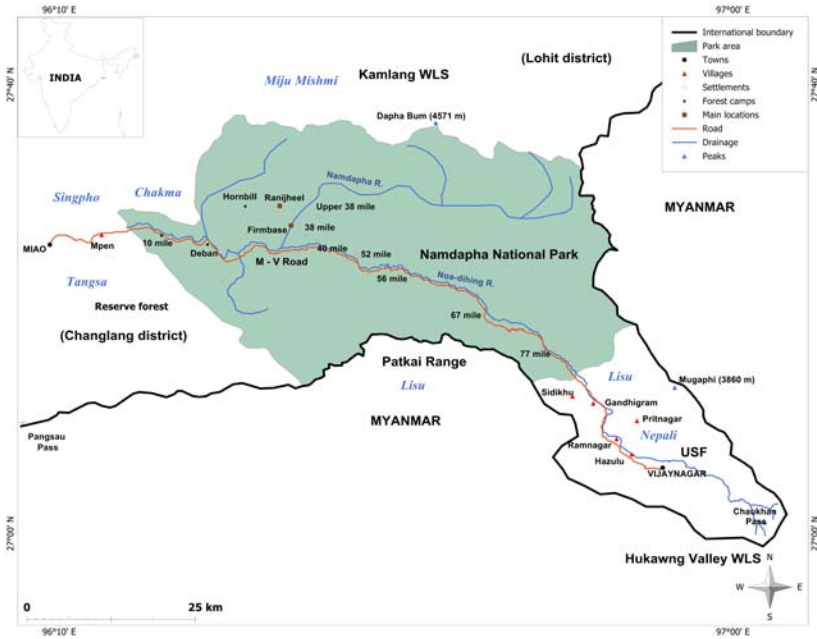 96°10' E
97°00' E
27°40' N
27°40' N
INDIA
(Lohit district)
Kamlang WLS
Miju Mishmi
Dapha Bum (4571 m)
International boundary
Park area
Towns
Villages
Settlements
Forest camps
Main locations
Road
Drainage
Peaks
Namdapha R.
Singpho
Chakma
Hornbill
Ranijheel
Upper 38 mile
Firmbase
38 mile
MYANMAR
MIAO
Mpen
10 mile
Deban
M - V Road
40 mile
52 mile
56 mile
Noa-dihing R.
Namdapha National Park
Tangsa
Reserve forest
(Changlang district)
67 mile
77 mile
Patkai Range
Lisu
MYANMAR
Lisu
Mugaphi (3860 m)
Sidikhu
Gandhigram
Pritnagar
Nepali
Ramnagar
USF
Hazulu
VIJAYNAGAR
Pangsau
Pass
Chaukhan
Pass
Hukawng Valley WLS
27°00' N
27°00' N
N
W
E
S
0
25 km
96°10' E
97°00' E